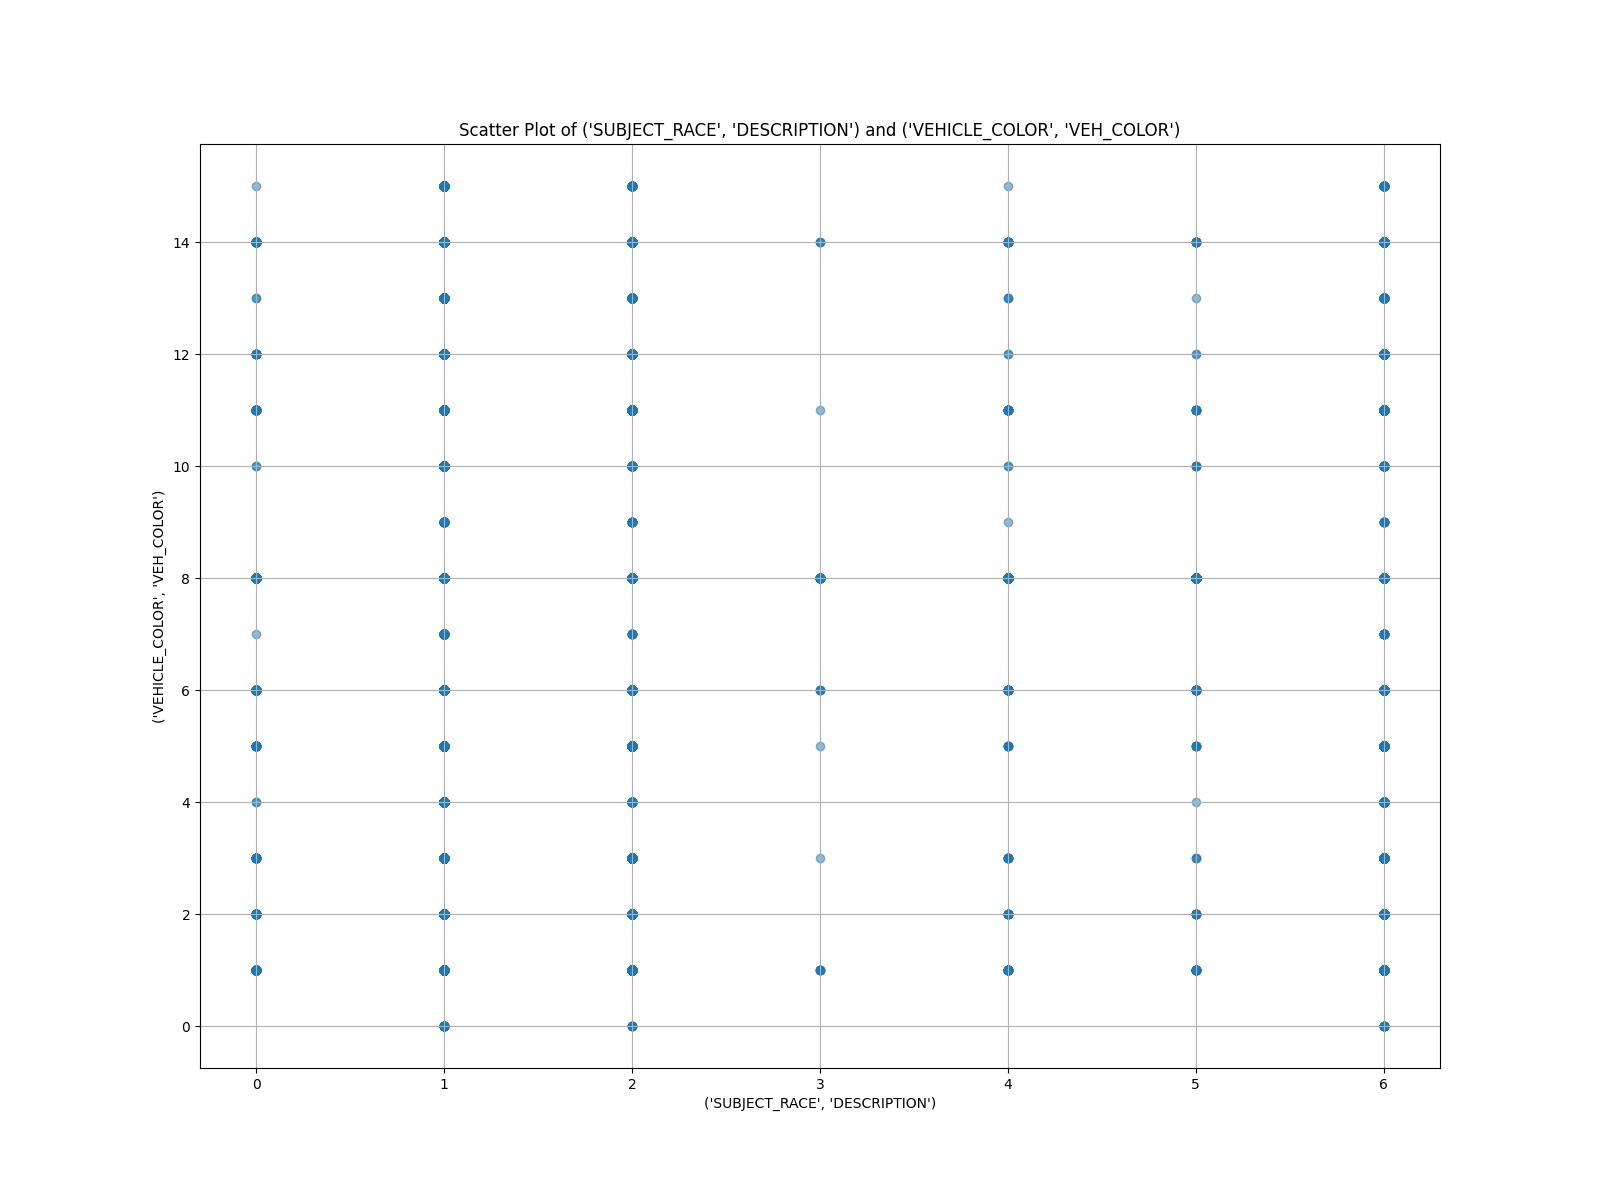 Scatter Plot of ('SUBJECT_RACE', 'DESCRIPTION') and ('VEHICLE_COLOR', 'VEH_COLOR')
14
12
10
8
6
4
2
0
('VEHICLE_COLOR', 'VEH_COLOR')
0 1 2 3 4 5 6
('SUBJECT_RACE', 'DESCRIPTION')